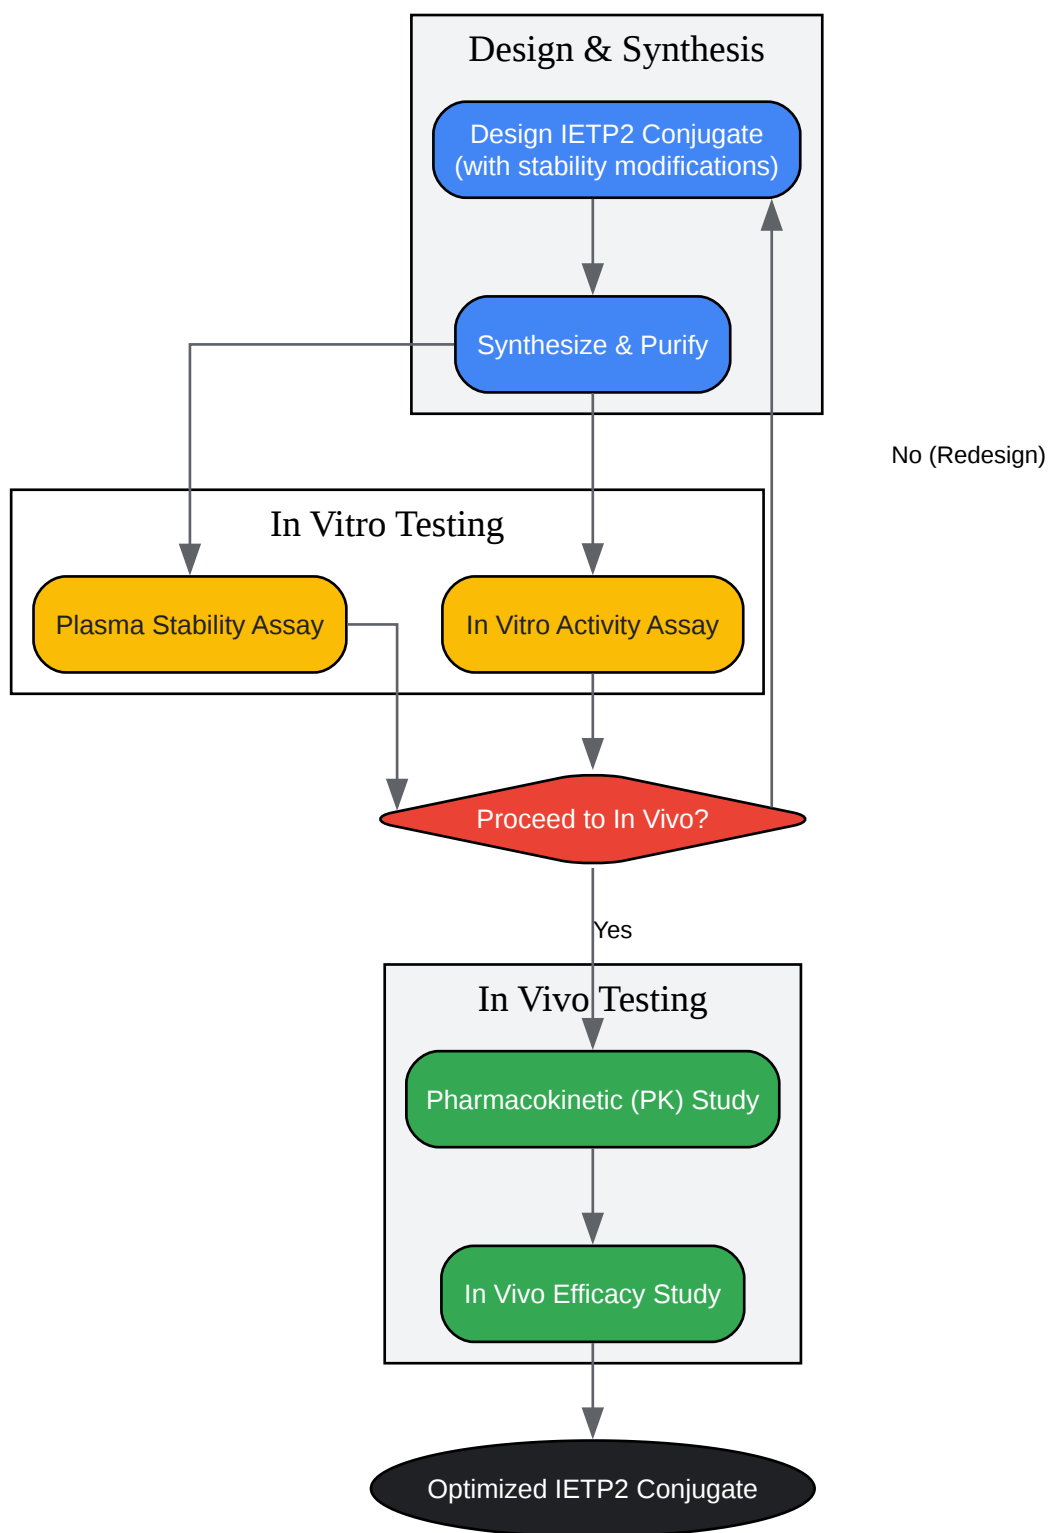 Design & Synthesis
Design IETP2 Conjugate
(with stability modifications)
Synthesize & Purify
No (Redesign)
In Vitro Testing
Plasma Stability Assay
In Vitro Activity Assay
Proceed to In Vivo?
Yes
In Vivo Testing
Pharmacokinetic (PK) Study
In Vivo Efficacy Study
Optimized IETP2 Conjugate